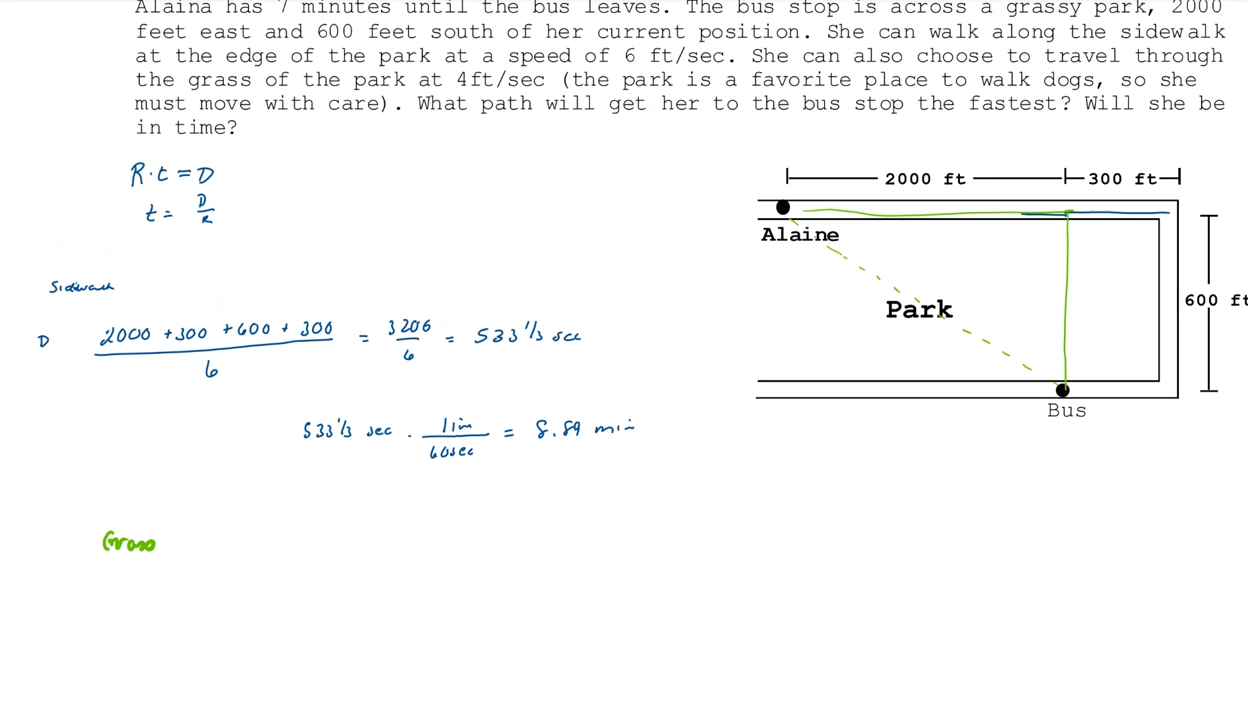 Alaina has 7 minutes until the bus leaves. The bus stop is across a grassy park, 2000
feet east and 600 feet south of her current position. She can walk along the sidewalk
at the edge of the park at a speed of 6 ft/sec. She can also choose to travel through
the grass of the park at 4ft/sec (the park is a favorite place to walk dogs, so she
must move with care). What path will get her to the bus stop the fastest? Will she be
in time?
R·t = D
t = D/R
2000 ft
300 ft
Alaine
Park
600 ft
Bus
Sidewalk
D (2000 + 300 + 600 + 300)/6 = 3200/6 = 533 1/3 sec
533 1/3 sec · 1 min/60 sec = 8.89 min
Grass